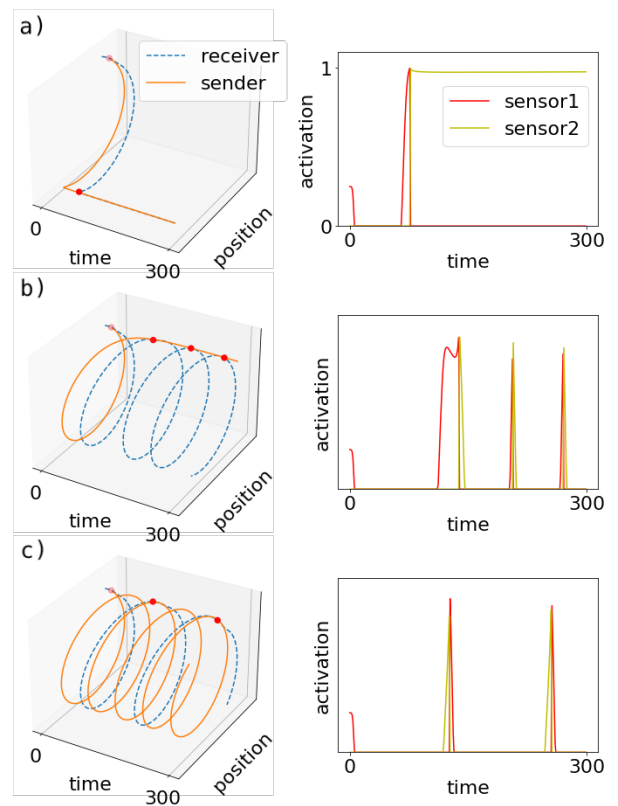 a)
receiver
sender
0
time
300
position
1
activation
0
sensor1
sensor2
0
300
time
b)
0
time
300
position
activation
0
300
time
c)
0
time
300
position
activation
0
300
time